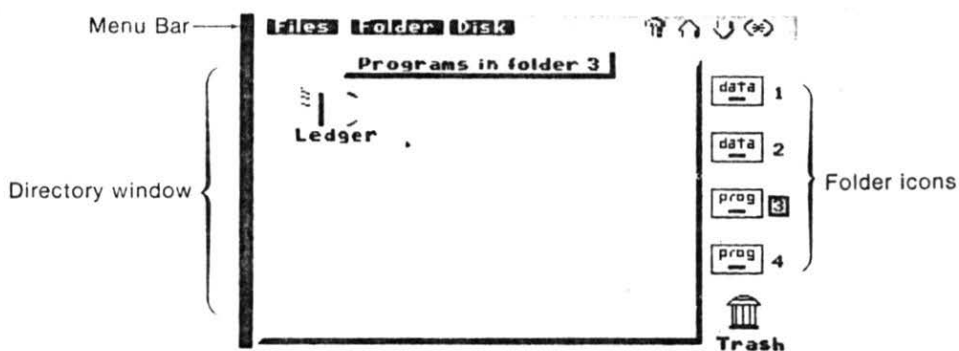 Menu Bar
Files Folder Disk
Programs in folder 3
Ledger
Directory window
data 1
data 2
prog 3
prog 4
Trash
Folder icons